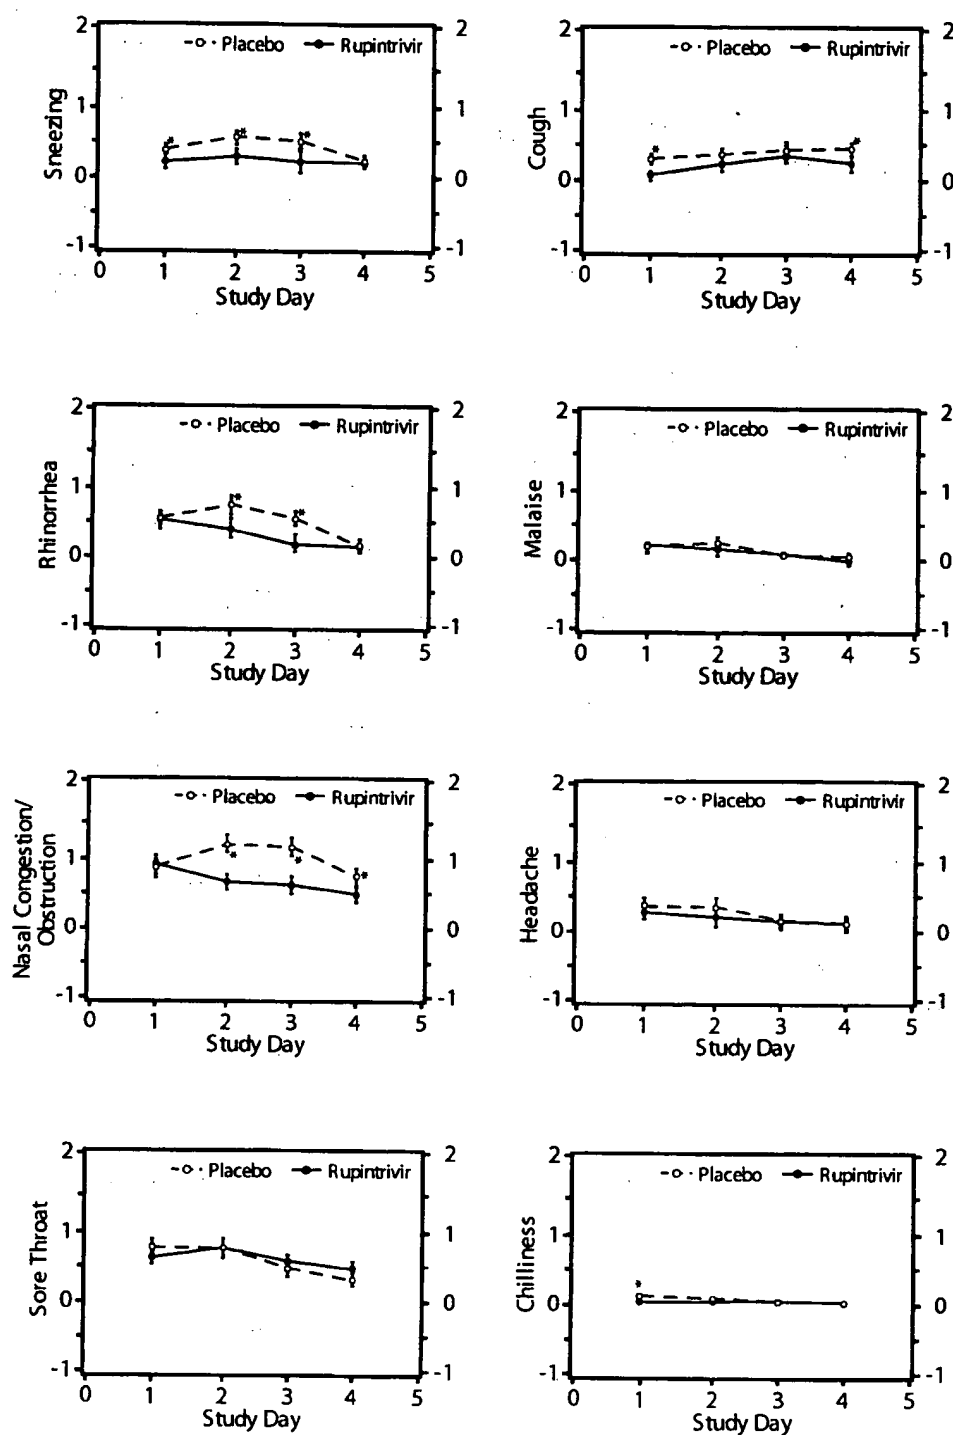 2 2
Placebo Rupintrivir
1 1
Sneezing
* * *
0 0
-1 -1
0 1 2 3 4 5
Study Day
2 2
Placebo Rupintrivir
1 1
Cough
* *
0 0
-1 -1
0 1 2 3 4 5
Study Day
2 2
Placebo Rupintrivir
1 1
Rhinorrhea
* *
0 0
-1 -1
0 1 2 3 4 5
Study Day
2 2
Placebo Rupintrivir
1 1
Malaise
0 0
-1 -1
0 1 2 3 4 5
Study Day
2 2
Placebo Rupintrivir
1 1
Nasal Congestion/
Obstruction
* * *
0 0
-1 -1
0 1 2 3 4 5
Study Day
2 2
Placebo Rupintrivir
1 1
Headache
0 0
-1 -1
0 1 2 3 4 5
Study Day
2 2
Placebo Rupintrivir
1 1
Sore Throat
0 0
-1 -1
0 1 2 3 4 5
Study Day
2 2
Placebo Rupintrivir
1 1
Chilliness
*
0 0
-1 -1
0 1 2 3 4 5
Study Day